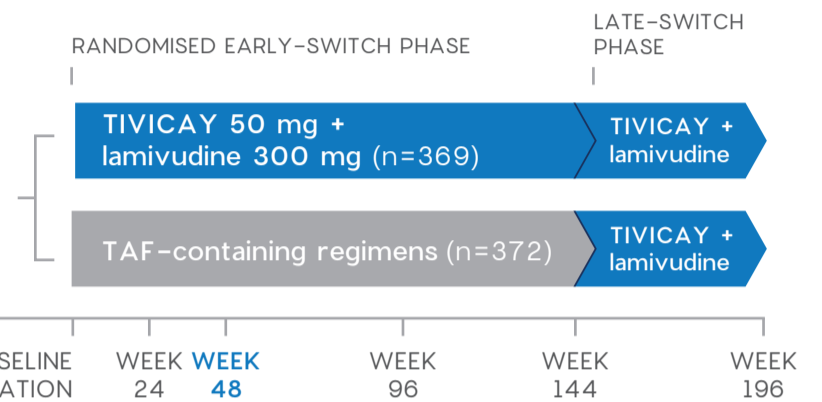 RANDOMISED EARLY-SWITCH PHASE
LATE-SWITCH
PHASE
TIVICAY 50 mg +
lamivudine 300 mg (n=369)
TIVICAY +
lamivudine
TAF-containing regimens (n=372)
TIVICAY +
lamivudine
SELINE
ATION
WEEK
24
WEEK
48
WEEK
96
WEEK
144
WEEK
196